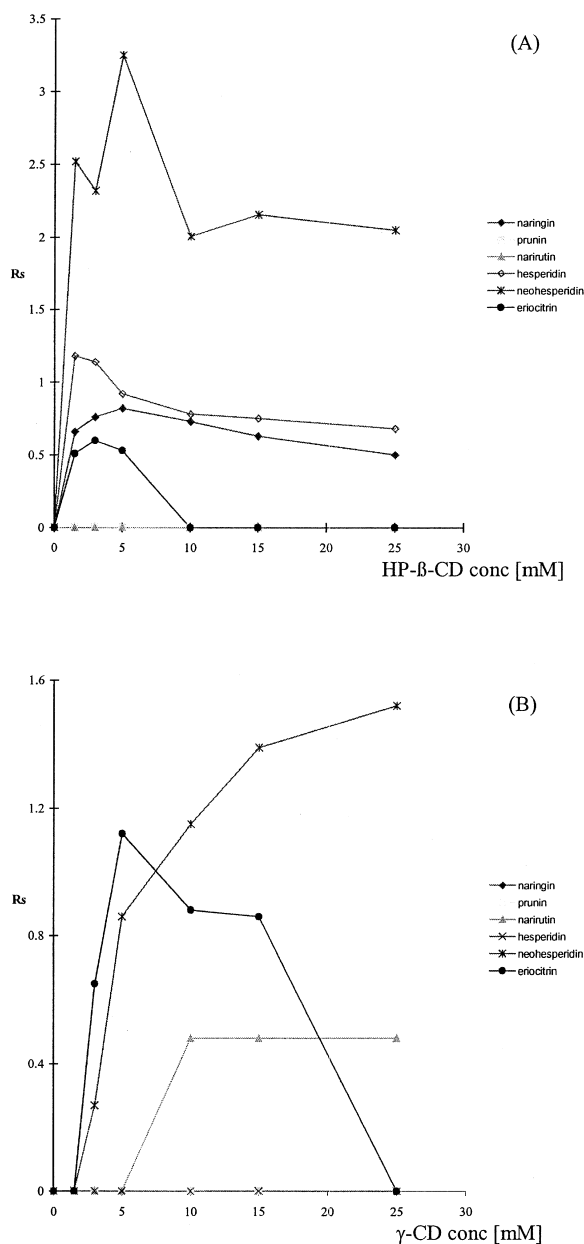 (A)
3.5
3
2.5
2
1.5
1
0.5
0
Rs
0 5 10 15 20 25 30
HP-ß-CD conc [mM]
naringin
prunin
narirutin
hesperidin
neohesperidin
eriocitrin
(B)
1.6
1.2
0.8
0.4
0
Rs
0 5 10 15 20 25 30
γ-CD conc [mM]
naringin
prunin
narirutin
hesperidin
neohesperidin
eriocitrin